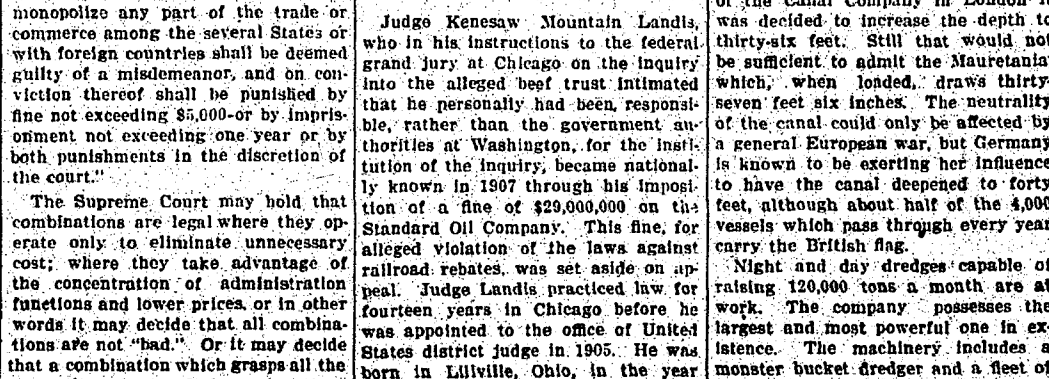 monopolize any part of the trade or
commerce among the several States or
with foreign countries shall be deemed
guilty of a misdemeanor, and on con-
viction thereof shall be punished by
fine not exceeding $5,000 or by impris-
onment not exceeding one year or by
both punishments in the discretion of
the court."
The Supreme Court may hold that
combinations are legal where they op-
erate only to eliminate unnecessary
cost; where they take advantage of
the concentration of administration
functions and lower prices, or in other
words it may decide that all combina-
tions are not "bad." Or it may decide
that a combination which grasps all the
Judge Kenesaw Mountain Landis,
who in his instructions to the federal
grand jury at Chicago on the inquiry
into the alleged beef trust intimated
that he personally had been responsi-
ble, rather than the government au-
thorities at Washington, for the insti-
tution of the inquiry, became national-
ly known in 1907 through his imposi-
tion of a fine of $29,000,000 on the
Standard Oil Company. This fine, for
alleged violation of the laws against
railroad rebates, was set aside on ap-
peal. Judge Landis practiced law for
fourteen years in Chicago before he
was appointed to the office of United
States district judge in 1905. He was
born in Lillville, Ohio, in the year
of the Canal Company in London it
was decided to increase the depth to
thirty-six feet. Still that would not
be sufficient to admit the Mauretania
which, when loaded, draws thirty-
seven feet six inches. The neutrality
of the canal could only be affected by
a general European war, but Germany
is known to be exerting her influence
to have the canal deepened to forty
feet, although about half of the 4,000
vessels which pass through every year
carry the British flag.
Night and day dredges capable of
raising 120,000 tons a month are at
work. The company possesses the
largest and most powerful one in ex-
istence. The machinery includes a
monster bucket dredger and a fleet of